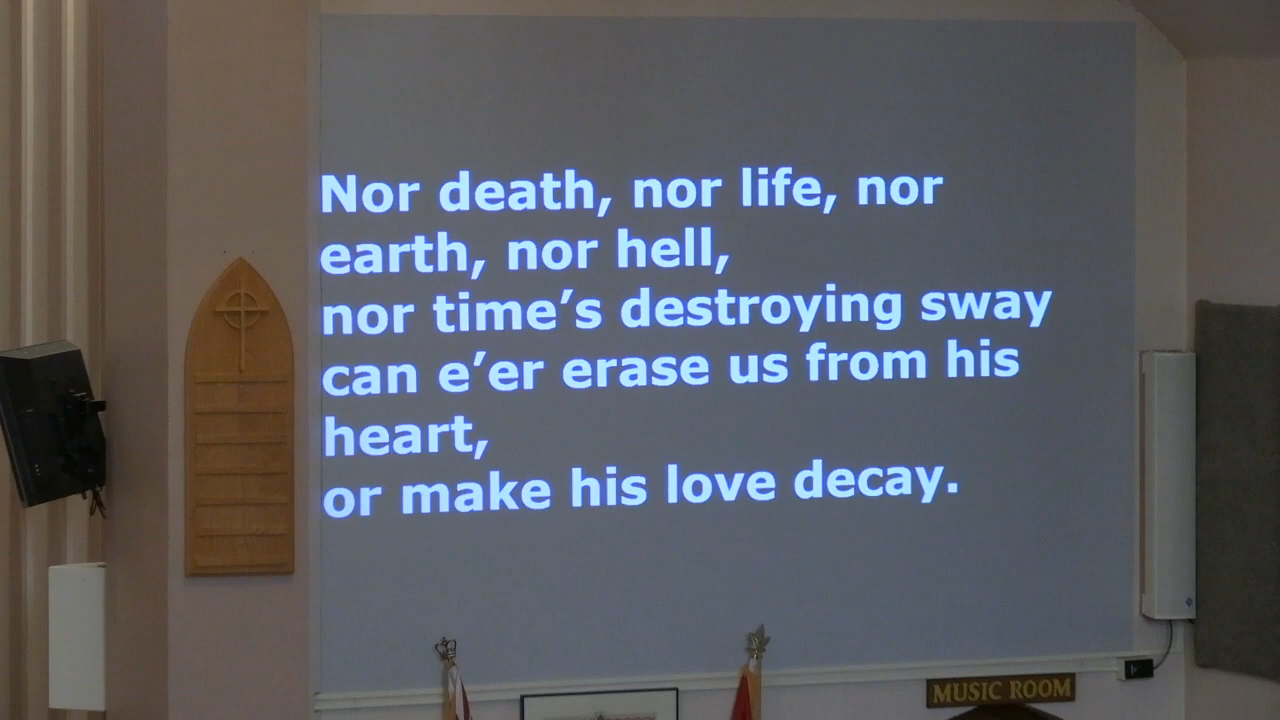 Nor death, nor life, nor
earth, nor hell,
nor time’s destroying sway
can e’er erase us from his
heart,
or make his love decay.
MUSIC ROOM